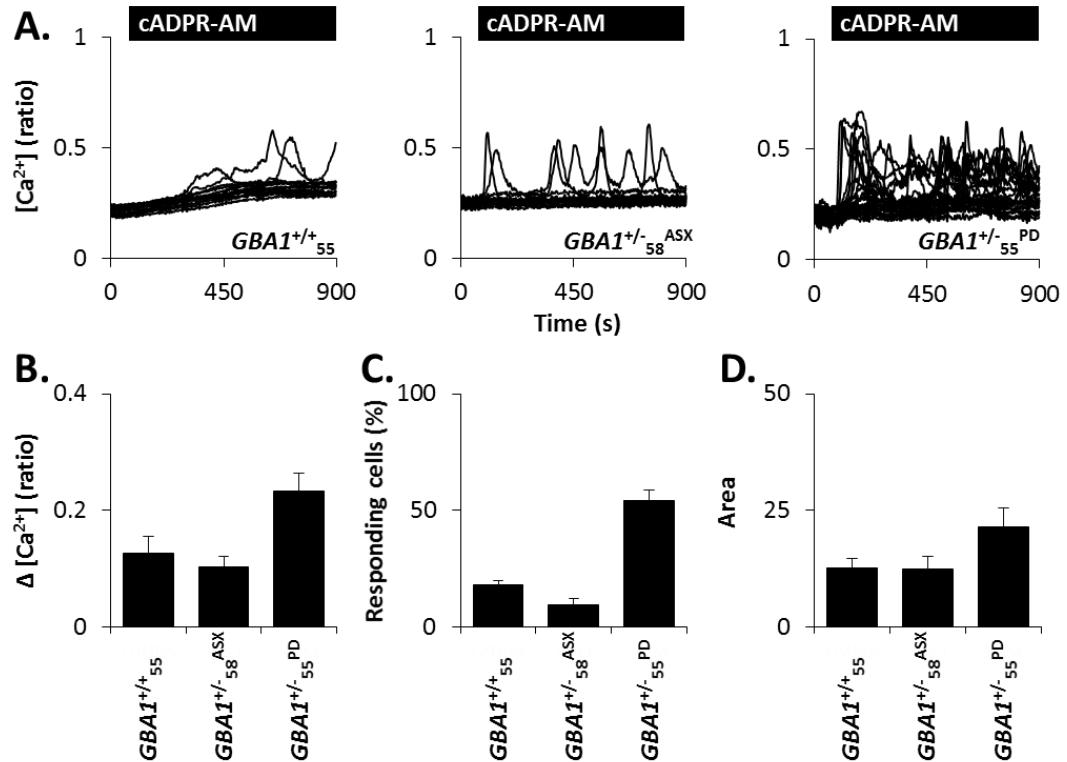 A.
cADPR-AM
cADPR-AM
cADPR-AM
[Ca²⁺] (ratio)
1
0.5
0
GBA1⁺/⁺₅₅
0 450 900
1
0.5
0
GBA1⁺/⁻₅₈ᴬˢˣ
0 450 900
1
0.5
0
GBA1⁺/⁻₅₅ᴾᴰ
0 450 900
Time (s)
B.
Δ [Ca²⁺] (ratio)
0.4
0.2
0
GBA1⁺/⁺₅₅
GBA1⁺/⁻₅₈ᴬˢˣ
GBA1⁺/⁻₅₅ᴾᴰ
C.
Responding cells (%)
100
50
0
GBA1⁺/⁺₅₅
GBA1⁺/⁻₅₈ᴬˢˣ
GBA1⁺/⁻₅₅ᴾᴰ
D.
Area
50
25
0
GBA1⁺/⁺₅₅
GBA1⁺/⁻₅₈ᴬˢˣ
GBA1⁺/⁻₅₅ᴾᴰ